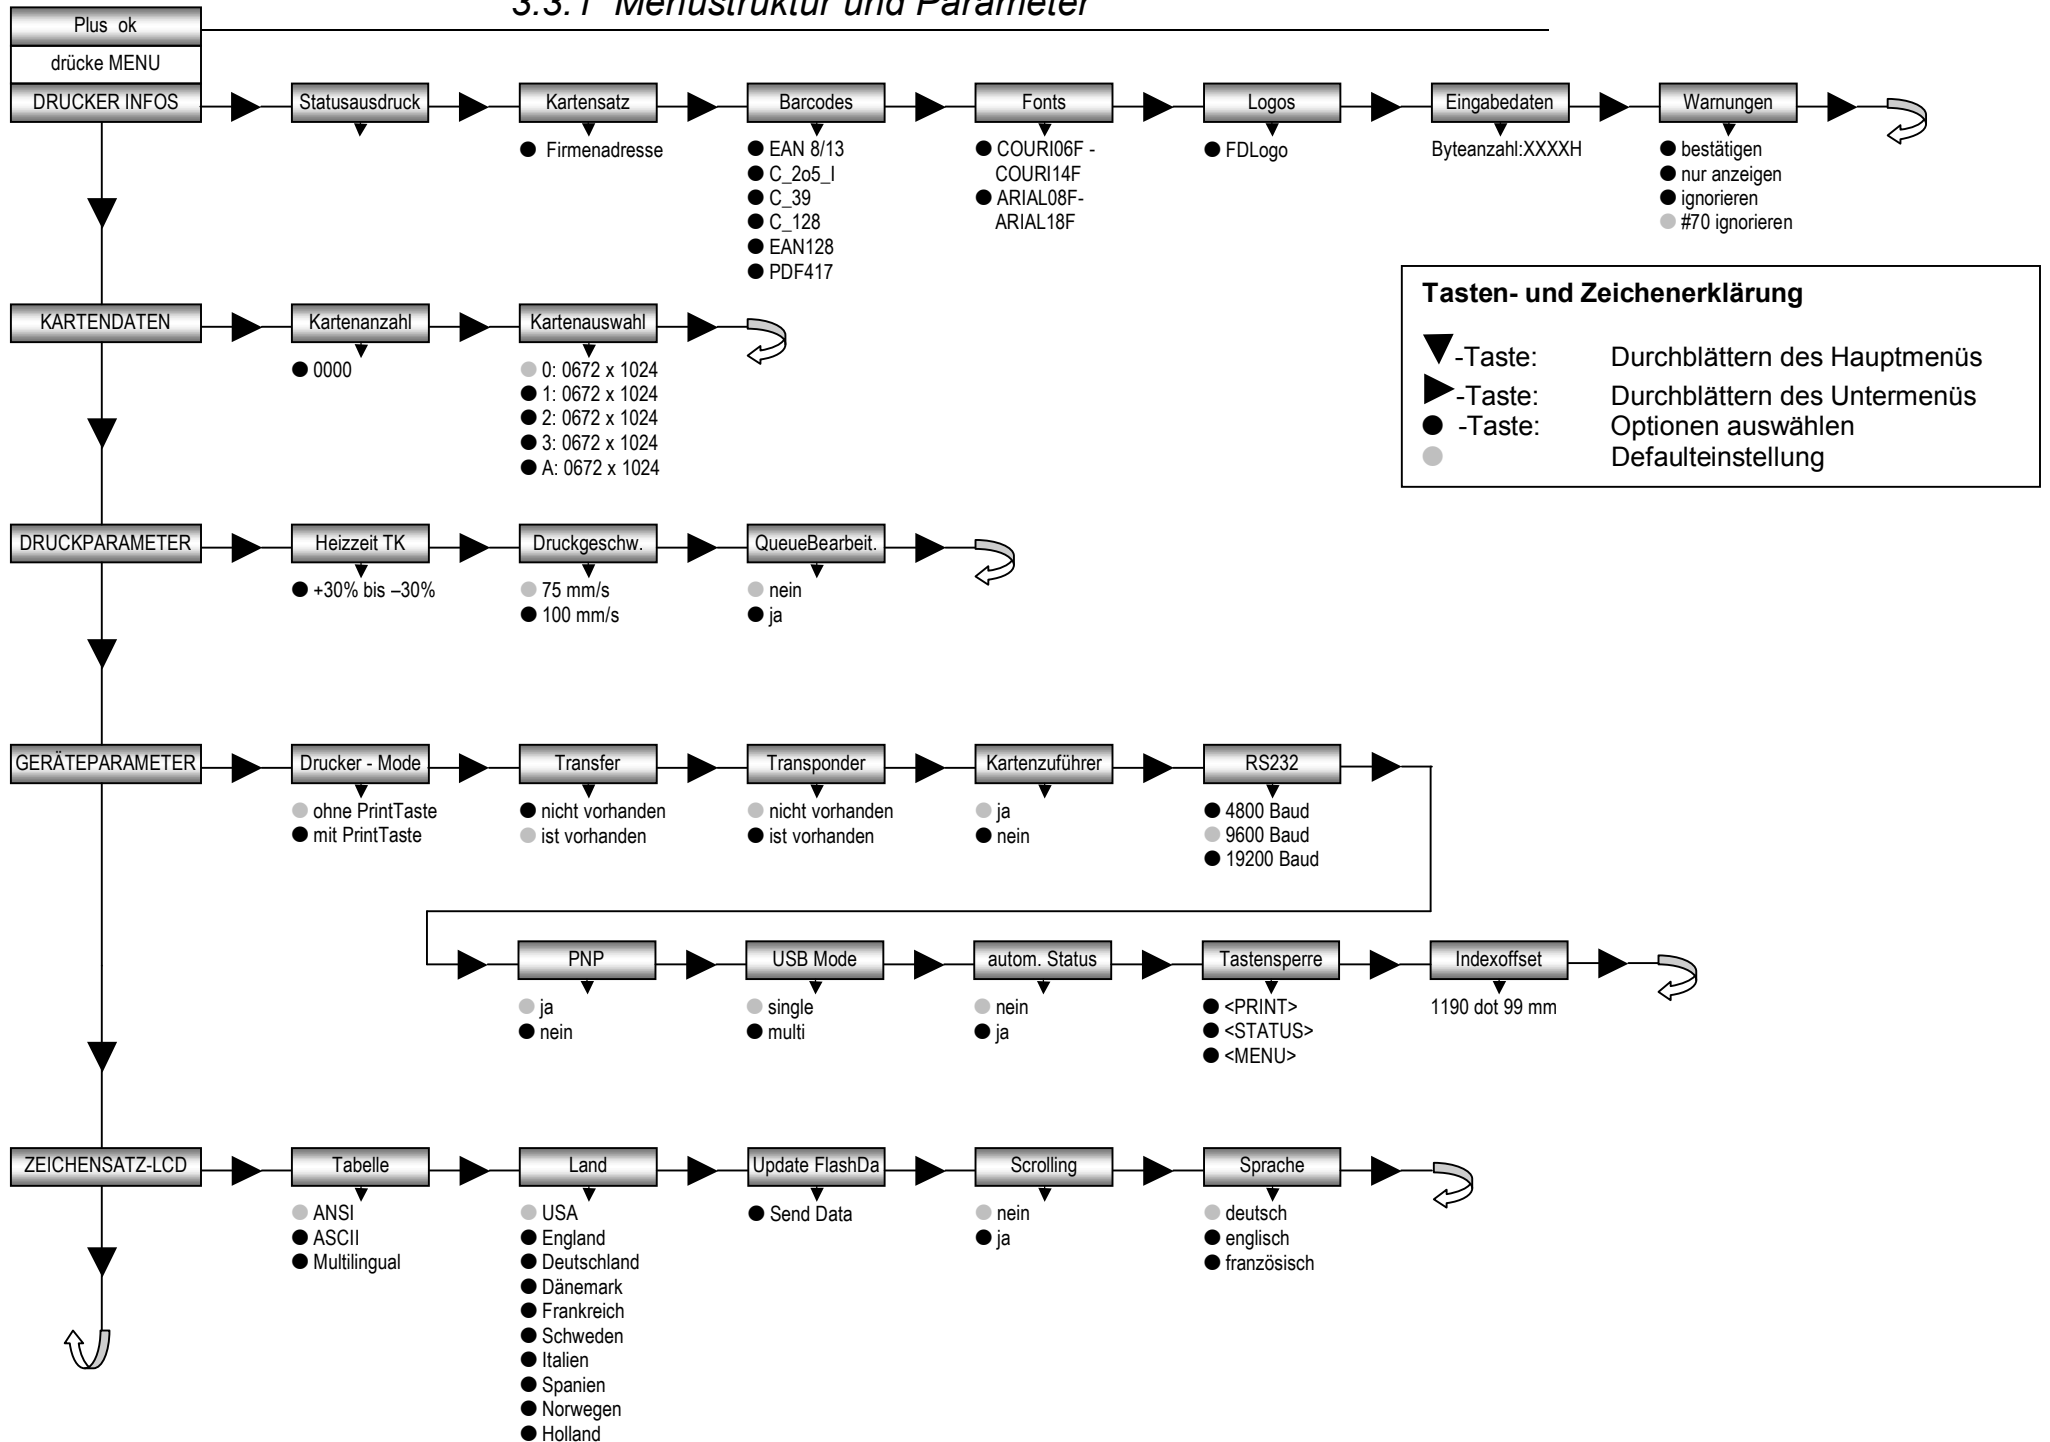 3.3.1 Menüstruktur und Parameter
Plus ok
drücke MENU
DRUCKER INFOS
Statusausdruck
Kartensatz
● Firmenadresse
Barcodes
● EAN 8/13
● C_2o5_I
● C_39
● C_128
● EAN128
● PDF417
Fonts
● COURI06F -
COURI14F
● ARIAL08F-
ARIAL18F
Logos
● FDLogo
Eingabedaten
Byteanzahl:XXXXH
Warnungen
● bestätigen
● nur anzeigen
● ignorieren
● #70 ignorieren
Tasten- und Zeichenerklärung
▼-Taste: Durchblättern des Hauptmenüs
►-Taste: Durchblättern des Untermenüs
● -Taste: Optionen auswählen
● Defaulteinstellung
KARTENDATEN
Kartenanzahl
● 0000
Kartenauswahl
● 0: 0672 x 1024
● 1: 0672 x 1024
● 2: 0672 x 1024
● 3: 0672 x 1024
● A: 0672 x 1024
DRUCKPARAMETER
Heizzeit TK
● +30% bis –30%
Druckgeschw.
● 75 mm/s
● 100 mm/s
QueueBearbeit.
● nein
● ja
GERÄTEPARAMETER
Drucker - Mode
● ohne PrintTaste
● mit PrintTaste
Transfer
● nicht vorhanden
● ist vorhanden
Transponder
● nicht vorhanden
● ist vorhanden
Kartenzuführer
● ja
● nein
RS232
● 4800 Baud
● 9600 Baud
● 19200 Baud
PNP
● ja
● nein
USB Mode
● single
● multi
autom. Status
● nein
● ja
Tastensperre
● <PRINT>
● <STATUS>
● <MENU>
Indexoffset
1190 dot 99 mm
ZEICHENSATZ-LCD
Tabelle
● ANSI
● ASCII
● Multilingual
Land
● USA
● England
● Deutschland
● Dänemark
● Frankreich
● Schweden
● Italien
● Spanien
● Norwegen
● Holland
Update FlashDa
● Send Data
Scrolling
● nein
● ja
Sprache
● deutsch
● englisch
● französisch